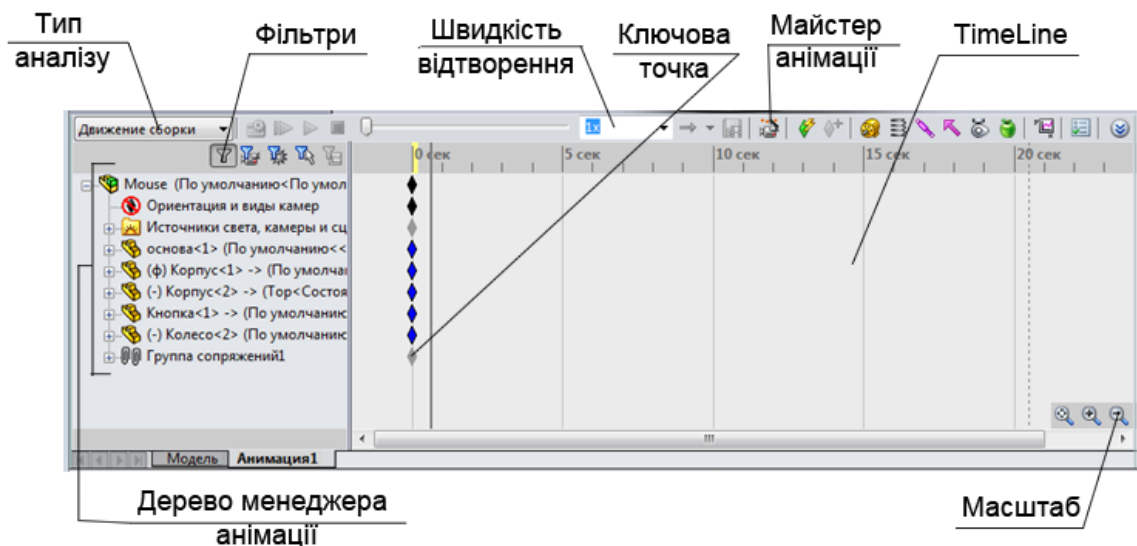 Тип
аналізу
Фільтри
Швидкість
відтворення
Ключова
точка
Майстер
анімації
TimeLine
Движение сборки
1x
0 сек
5 сек
10 сек
15 сек
20 сек
Mouse (По умолчанию<По умол
Ориентация и виды камер
Источники света, камеры и сц
основа<1> (По умолчанию<<
(ф) Корпус<1> -> (По умолча
(-) Корпус<2> -> (Top<Состоя
Кнопка<1> -> (По умолчанию
(-) Колесо<2> (По умолчание
Группа сопряжений1
Модель
Анимация1
Дерево менеджера
анімації
Масштаб